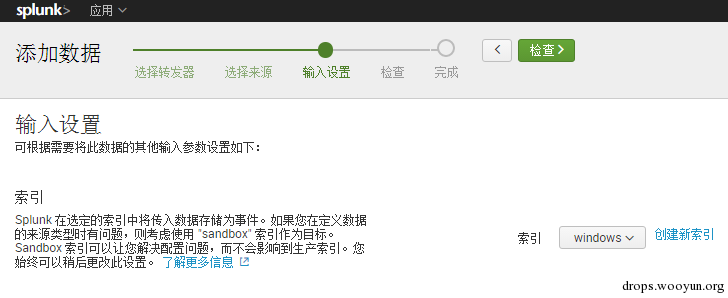 splunk> 应用
添加数据
选择转发器 选择来源 输入设置 检查 完成
< 检查 >
输入设置
可根据需要将此数据的其他输入参数设置如下：
索引
Splunk 在选定的索引中将传入数据存储为事件。如果您在定义数据
的来源类型时有问题，则考虑使用 "sandbox" 索引作为目标。
Sandbox 索引可以让您解决配置问题，而不会影响到生产索引。您
始终可以稍后更改此设置。 了解更多信息
索引 windows 创建新索引
drops.wooyun.org